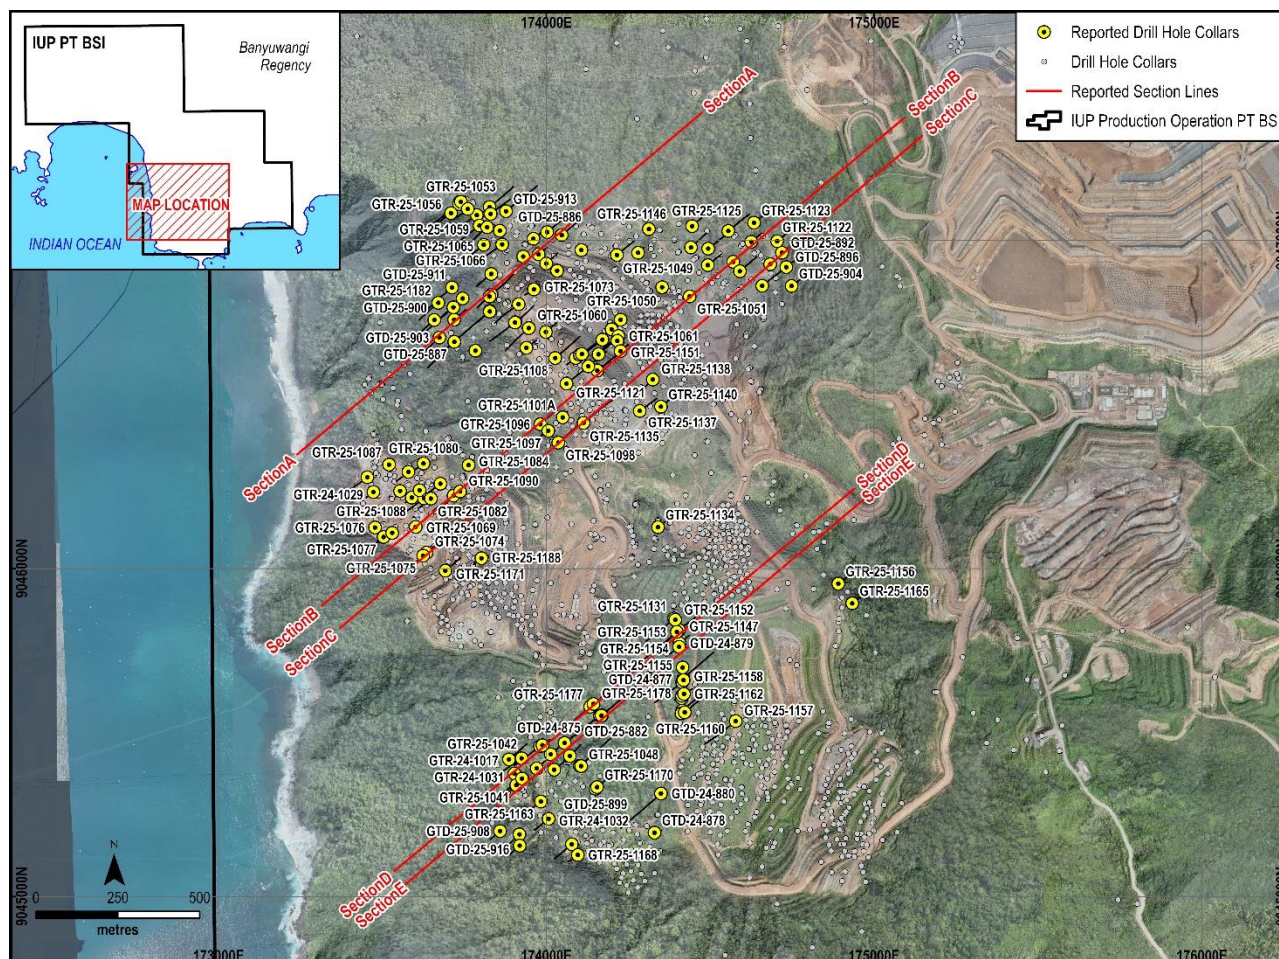 IUP PT BSI
Banyuwangi
Regency
MAP LOCATION
INDIAN OCEAN
174000E
175000E
Reported Drill Hole Collars
Drill Hole Collars
Reported Section Lines
IUP Production Operation PT BSI
SectionA
SectionB
SectionC
GTR-25-1053
GTR-25-1056
GTD-25-913
GTR-25-1059
GTD-25-886
GTR-25-1146
GTR-25-1125
GTR-25-1123
GTR-25-1122
GTR-25-1065
GTR-25-1066
GTD-25-892
GTD-25-896
GTR-25-1049
GTD-25-904
GTD-25-911
GTR-25-1182
GTR-25-1073
GTR-25-1050
GTR-25-1051
GTD-25-900
GTR-25-1060
GTD-25-903
GTR-25-1061
GTD-25-887
GTR-25-1151
GTR-25-1108
GTR-25-1138
GTR-25-1121
GTR-25-1140
GTR-25-1101A
GTR-25-1096
GTR-25-1137
GTR-25-1097
GTR-25-1135
GTR-25-1098
GTR-25-1087
GTR-25-1080
GTR-25-1084
SectionA
GTR-24-1029
GTR-25-1090
GTR-25-1088
GTR-25-1082
GTR-25-1076
GTR-25-1069
GTR-25-1077
GTR-25-1074
GTR-25-1075
GTR-25-1188
GTR-25-1171
SectionD
SectionE
GTR-25-1134
9046000N
GTR-25-1156
GTR-25-1165
SectionB
SectionC
GTR-25-1131
GTR-25-1152
GTR-25-1153
GTR-25-1147
GTR-25-1154
GTD-24-879
GTR-25-1155
GTD-24-877
GTR-25-1158
GTR-25-1177
GTR-25-1178
GTR-25-1162
GTR-25-1157
GTR-25-1160
GTD-24-875
GTD-25-882
GTR-25-1042
GTR-24-1017
GTR-25-1048
GTR-24-1031
GTR-25-1170
GTR-25-1041
GTD-24-880
GTD-25-899
GTR-25-1163
GTR-24-1032
GTD-24-878
GTD-25-908
GTD-25-916
GTR-25-1168
SectionD
SectionE
9045000N
N
0
250
500
metres
173000E
174000E
175000E
176000E